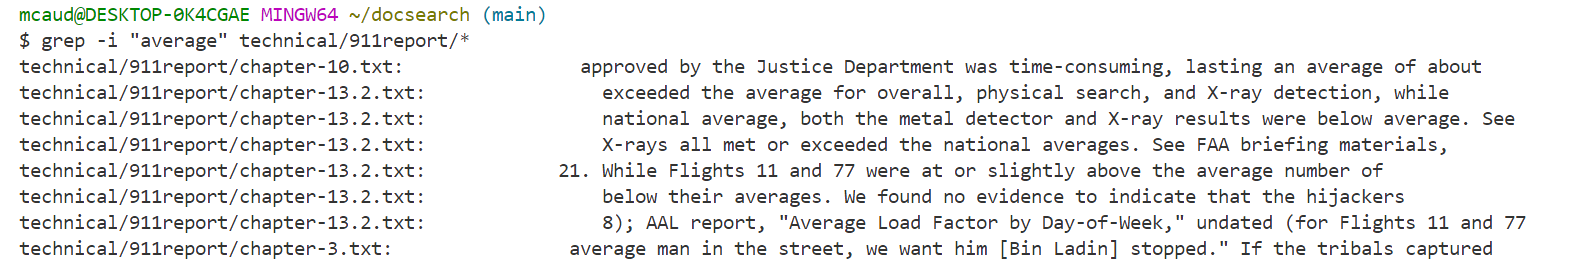 mcaud@DESKTOP-0K4CGAE MINGW64 ~/docsearch (main)
$ grep -i "average" technical/911report/*
technical/911report/chapter-10.txt:                approved by the Justice Department was time-consuming, lasting an average of about
technical/911report/chapter-13.2.txt:                exceeded the average for overall, physical search, and X-ray detection, while
technical/911report/chapter-13.2.txt:                national average, both the metal detector and X-ray results were below average. See
technical/911report/chapter-13.2.txt:                X-rays all met or exceeded the national averages. See FAA briefing materials,
technical/911report/chapter-13.2.txt:            21. While Flights 11 and 77 were at or slightly above the average number of
technical/911report/chapter-13.2.txt:                below their averages. We found no evidence to indicate that the hijackers
technical/911report/chapter-13.2.txt:                8); AAL report, "Average Load Factor by Day-of-Week," undated (for Flights 11 and 77
technical/911report/chapter-3.txt:                average man in the street, we want him [Bin Ladin] stopped." If the tribals captured